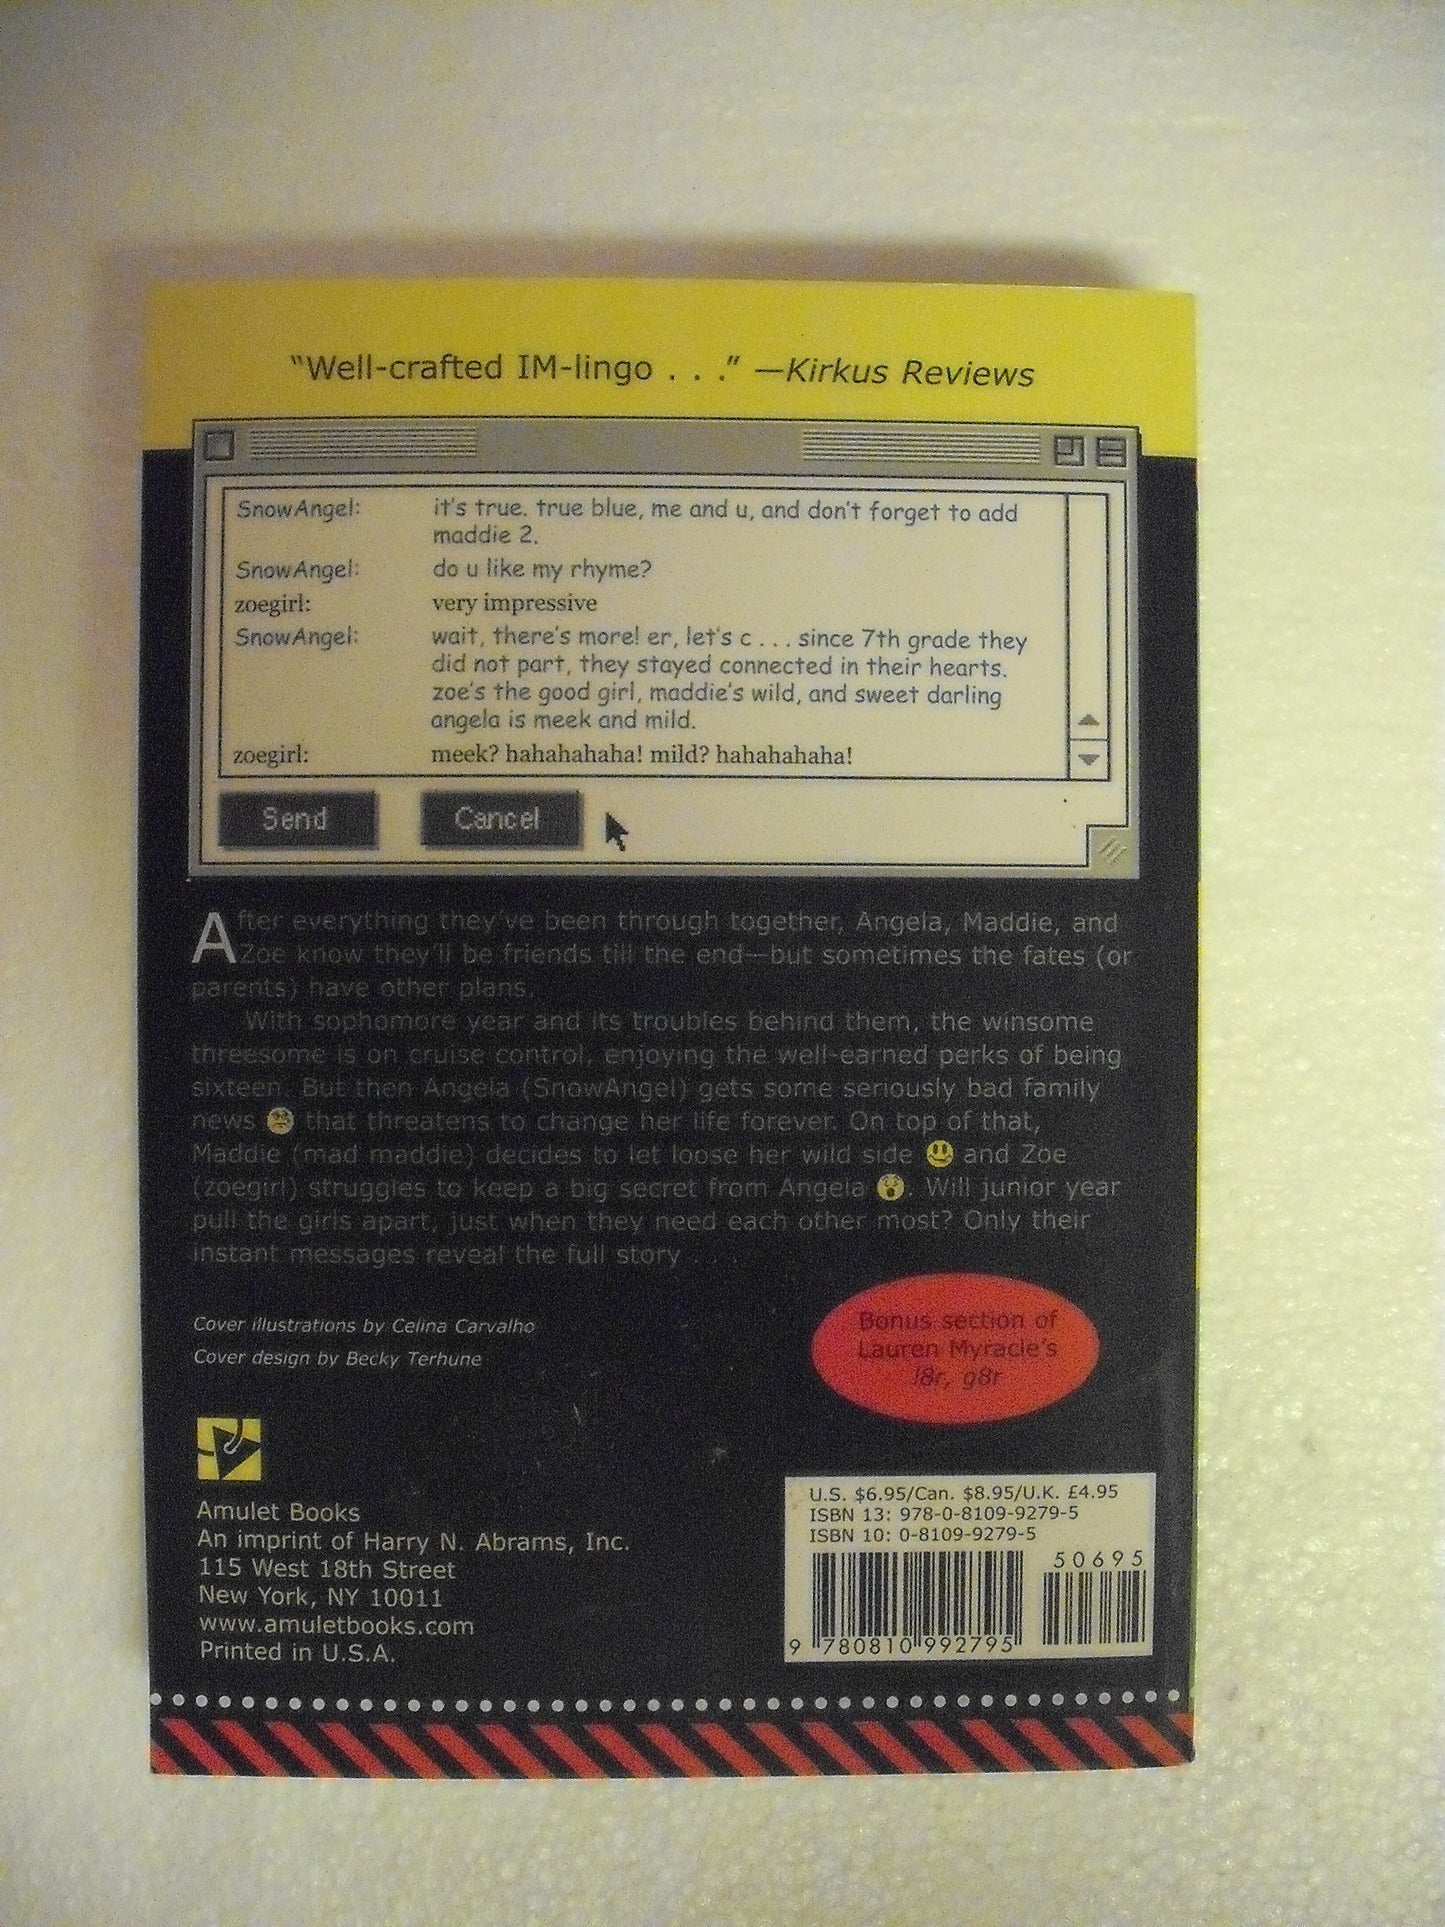 “Well-crafted IM-lingo . . .” —Kirkus Reviews
SnowAngel: it's true. true blue, me and u, and don't forget to add
maddie 2.
SnowAngel: do u like my rhyme?
zoegirl: very impressive
SnowAngel: wait, there's more! er, let's c . . . since 7th grade they
did not part, they stayed connected in their hearts.
zoe's the good girl, maddie's wild, and sweet darling
angela is meek and mild.
zoegirl: meek? hahahahaha! mild? hahahahaha!
Send Cancel
After everything they've been through together, Angela, Maddie, and
Zoe know they'll be friends till the end—but sometimes the fates (or
parents) have other plans.
With sophomore year and its troubles behind them, the winsome
threesome is on cruise control, enjoying the well-earned perks of being
sixteen. But then Angela (SnowAngel) gets some seriously bad family
news that threatens to change her life forever. On top of that,
Maddie (mad maddie) decides to let loose her wild side and Zoe
(zoegirl) struggles to keep a big secret from Angela . Will junior year
pull the girls apart, just when they need each other most? Only their
instant messages reveal the full story . . . .
Bonus section of
Lauren Myracle's
l8r, g8r
Cover illustrations by Celina Carvalho
Cover design by Becky Terhune
Amulet Books
An imprint of Harry N. Abrams, Inc.
115 West 18th Street
New York, NY 10011
www.amuletbooks.com
Printed in U.S.A.
U.S. $6.95/Can. $8.95/U.K. £4.95
ISBN 13: 978-0-8109-9279-5
ISBN 10: 0-8109-9279-5
50695
9 780810 992795